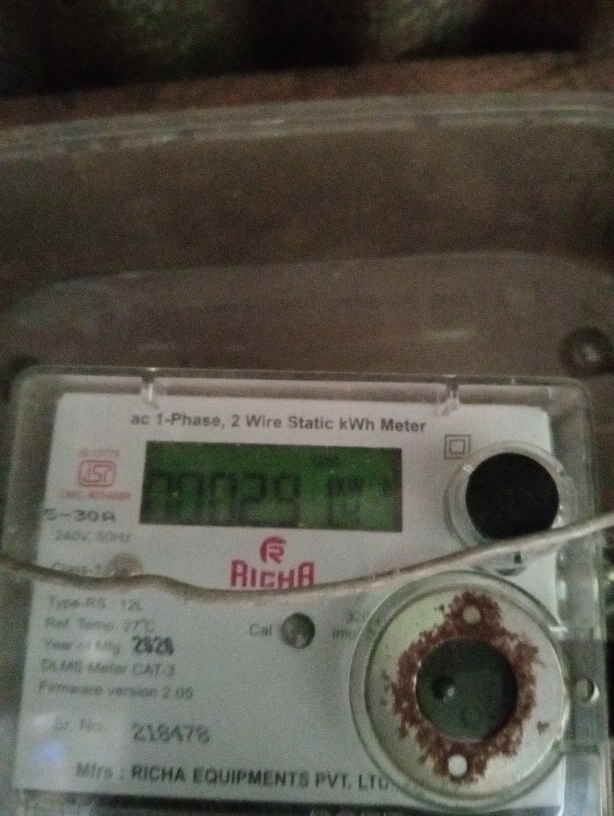 ac 1-Phase, 2 Wire Static kWh Meter
ISI
5-30A
240V, 50Hz
RICHA
Type-RS 12L
Ref. Temp. 27°C
Cal
Year of Mfg. 2020
DLMS Meter CAT-3
Firmware version 2.05
Sr. No. 218478
Mfrs : RICHA EQUIPMENTS PVT. LTD.